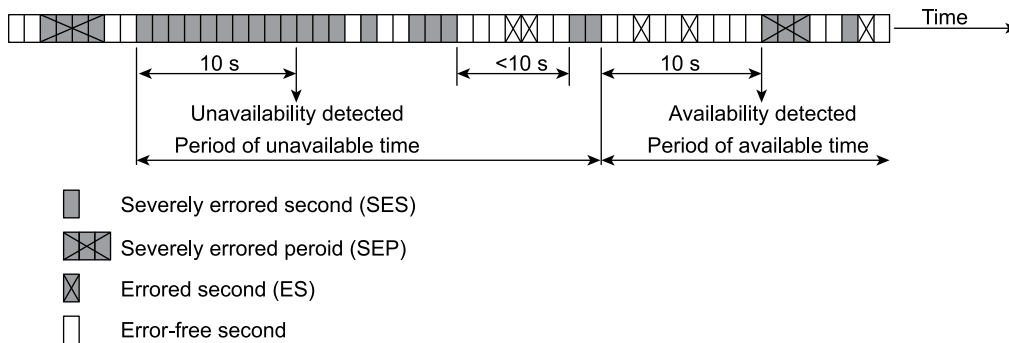 Time
10 s
<10 s
10 s
Unavailability detected
Availability detected
Period of unavailable time
Period of available time
Severely errored second (SES)
Severely errored peroid (SEP)
Errored second (ES)
Error-free second